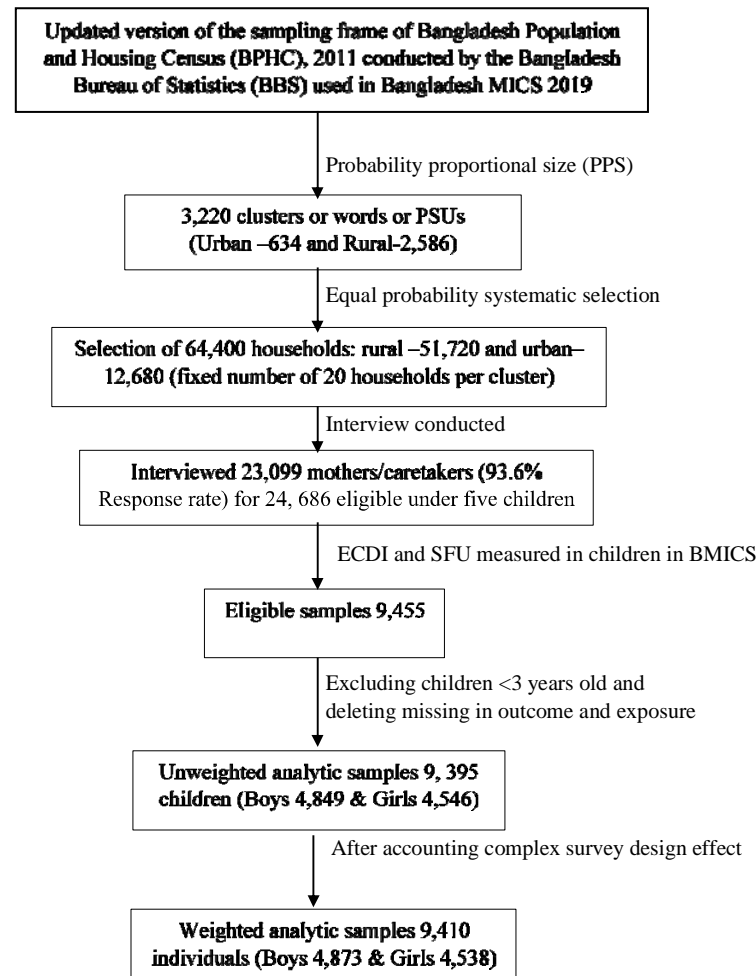 Updated version of the sampling frame of Bangladesh Population
and Housing Census (BPHC), 2011 conducted by the Bangladesh
Bureau of Statistics (BBS) used in Bangladesh MICS 2019
Probability proportional size (PPS)
3,220 clusters or words or PSUs
(Urban –634 and Rural-2,586)
Equal probability systematic selection
Selection of 64,400 households: rural –51,720 and urban–
12,680 (fixed number of 20 households per cluster)
Interview conducted
Interviewed 23,099 mothers/caretakers (93.6%
Response rate) for 24, 686 eligible under five children
ECDI and SFU measured in children in BMICS
Eligible samples 9,455
Excluding children <3 years old and
deleting missing in outcome and exposure
Unweighted analytic samples 9, 395
children (Boys 4,849 & Girls 4,546)
After accounting complex survey design effect
Weighted analytic samples 9,410
individuals (Boys 4,873 & Girls 4,538)